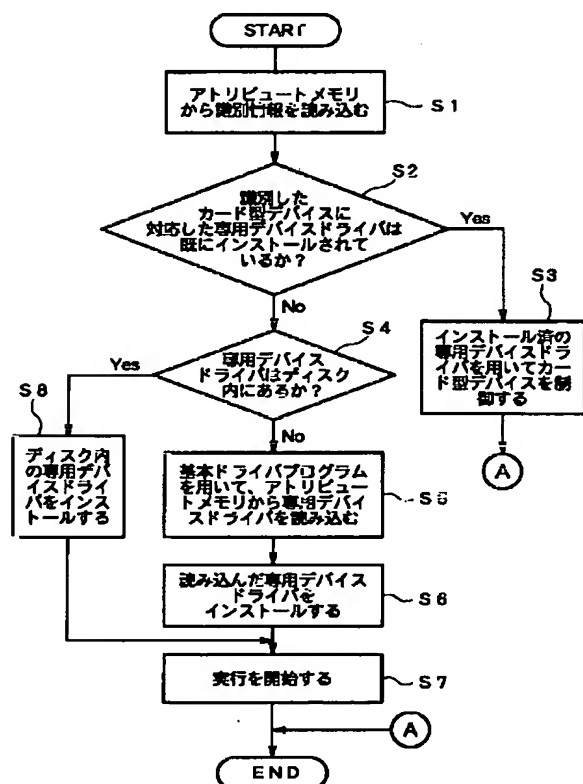 START
アトリビュートメモリ
から識別情報を読み込む
S1
S2
識別した
カード型デバイスに
対応した専用デバイスドライバは
既にインストールされて
いるか？
Yes
No
S3
インストール済の
専用デバイスドラ
イバを用いてカー
ド型デバイスを制
御する
A
S4
専用デバイス
ドライバはディスク
内にあるか？
Yes
No
S8
ディスク内
の専用デバ
イスドライ
バをインス
トールする
基本ドライバプログラム
を用いて、アトリビュー
トメモリから専用デバイ
スドライバを読み込む
S5
読み込んだ専用デバイス
ドライバを
インストールする
S6
実行を開始する
S7
A
END